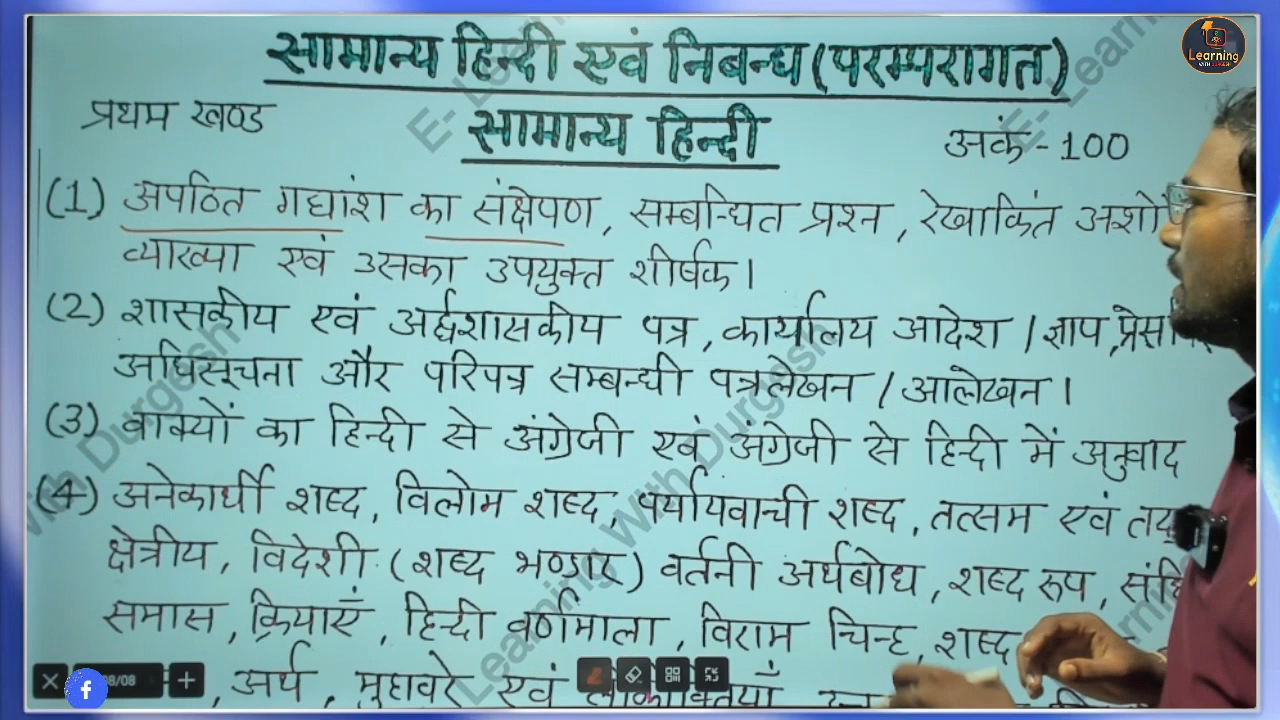 सामान्य हिन्दी एवं निबन्ध (परम्परागत)
Learning
प्रथम खण्ड
सामान्य हिन्दी
अकं - 100
(1) अपठित गद्यांश का संक्षेपण, सम्बन्धित प्रश्न, रेखाकिंत
व्याख्या एवं उसका उपयुक्त शीर्षक।
(2) शासकीय एवं अर्द्धशासकीय पत्र, कार्यालय आदेश / ज्ञाप,
अधिसूचना और परिपत्र सम्बन्धी पत्रलेखन / आलेखन।
(3) वाक्यों का हिन्दी से अंग्रेजी एवं अंग्रेजी से हिन्दी में अनुवाद
(4) अनेकार्थी शब्द, विलोम शब्द, पर्यायवाची शब्द, तत्सम एवं
क्षेत्रीय, विदेशी (शब्द भण्डार) वर्तनी अर्थबोध, शब्द रूप,
समास, क्रियाएँ, हिन्दी वर्णमाला, विराम चिन्ह, शब्द
अर्थ, मुहावरे एवं